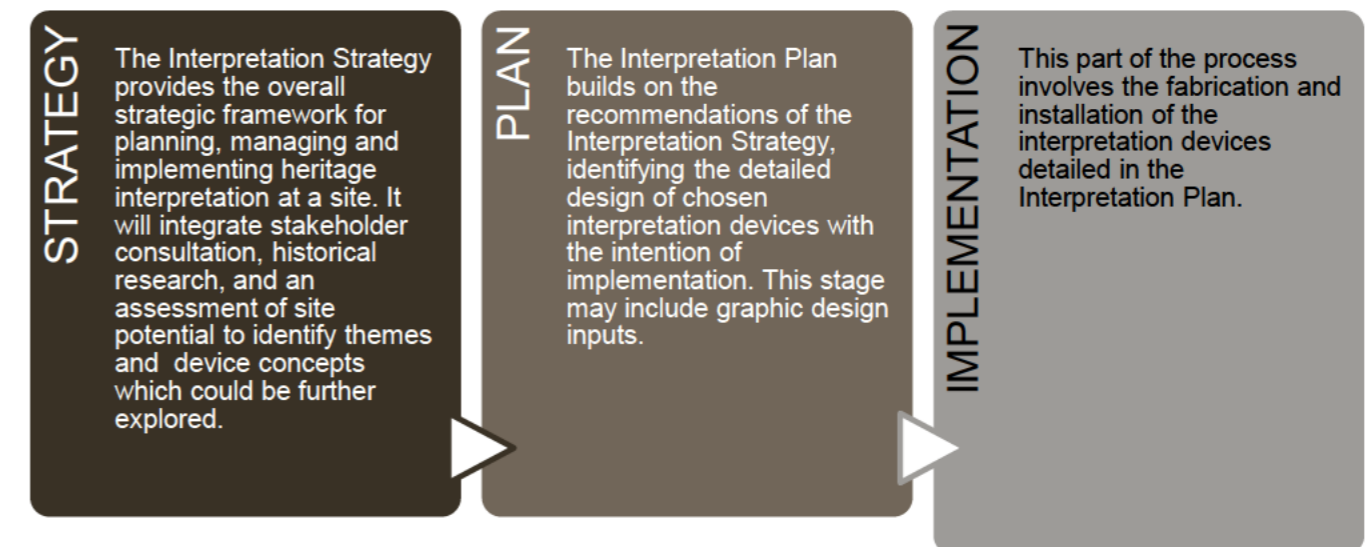 STRATEGY
The Interpretation Strategy
provides the overall
strategic framework for
planning, managing and
implementing heritage
interpretation at a site. It
will integrate stakeholder
consultation, historical
research, and an
assessment of site
potential to identify themes
and  device concepts
which could be further
explored.
PLAN
The Interpretation Plan
builds on the
recommendations of the
Interpretation Strategy,
identifying the detailed
design of chosen
interpretation devices with
the intention of
implementation. This stage
may include graphic design
inputs.
IMPLEMENTATION
This part of the process
involves the fabrication and
installation of the
interpretation devices
detailed in the
Interpretation Plan.